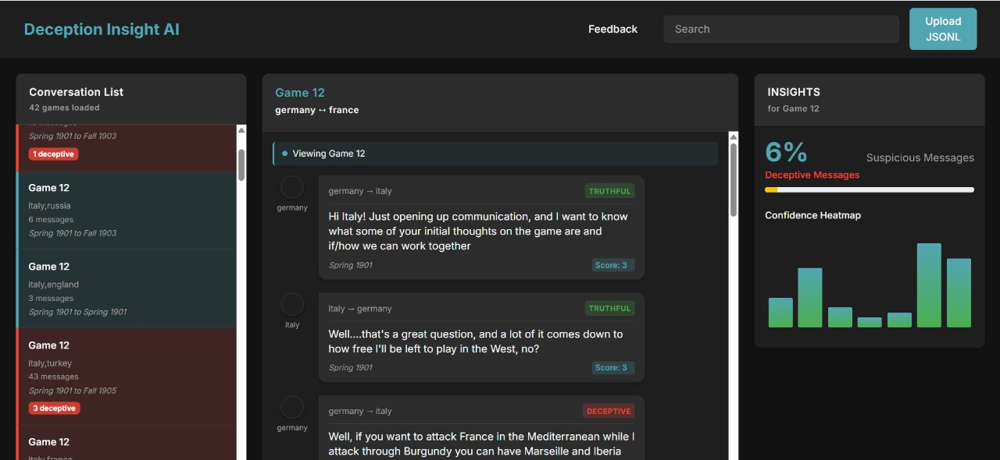 Deception Insight AI
Feedback
Search
Upload
JSONL
Conversation List
42 games loaded
Spring 1901 to Fall 1903
1 deceptive
Game 12
italy,russia
6 messages
Spring 1901 to Fall 1903
Game 12
italy,england
3 messages
Spring 1901 to Spring 1901
Game 12
italy,turkey
43 messages
Spring 1901 to Fall 1905
3 deceptive
Game 12
italy,france
Game 12
germany ↔ france
Viewing Game 12
germany
germany → italy
TRUTHFUL
Hi Italy! Just opening up communication, and I want to know
what some of your initial thoughts on the game are and
if/how we can work together
Spring 1901
Score: 3
italy
italy → germany
TRUTHFUL
Well....that's a great question, and a lot of it comes down to
how free I'll be left to play in the West, no?
Spring 1901
Score: 3
germany
germany → italy
DECEPTIVE
Well, if you want to attack France in the Mediterranean while I
attack through Burgundy you can have Marseille and Iberia
INSIGHTS
for Game 12
6%
Suspicious Messages
Deceptive Messages
Confidence Heatmap